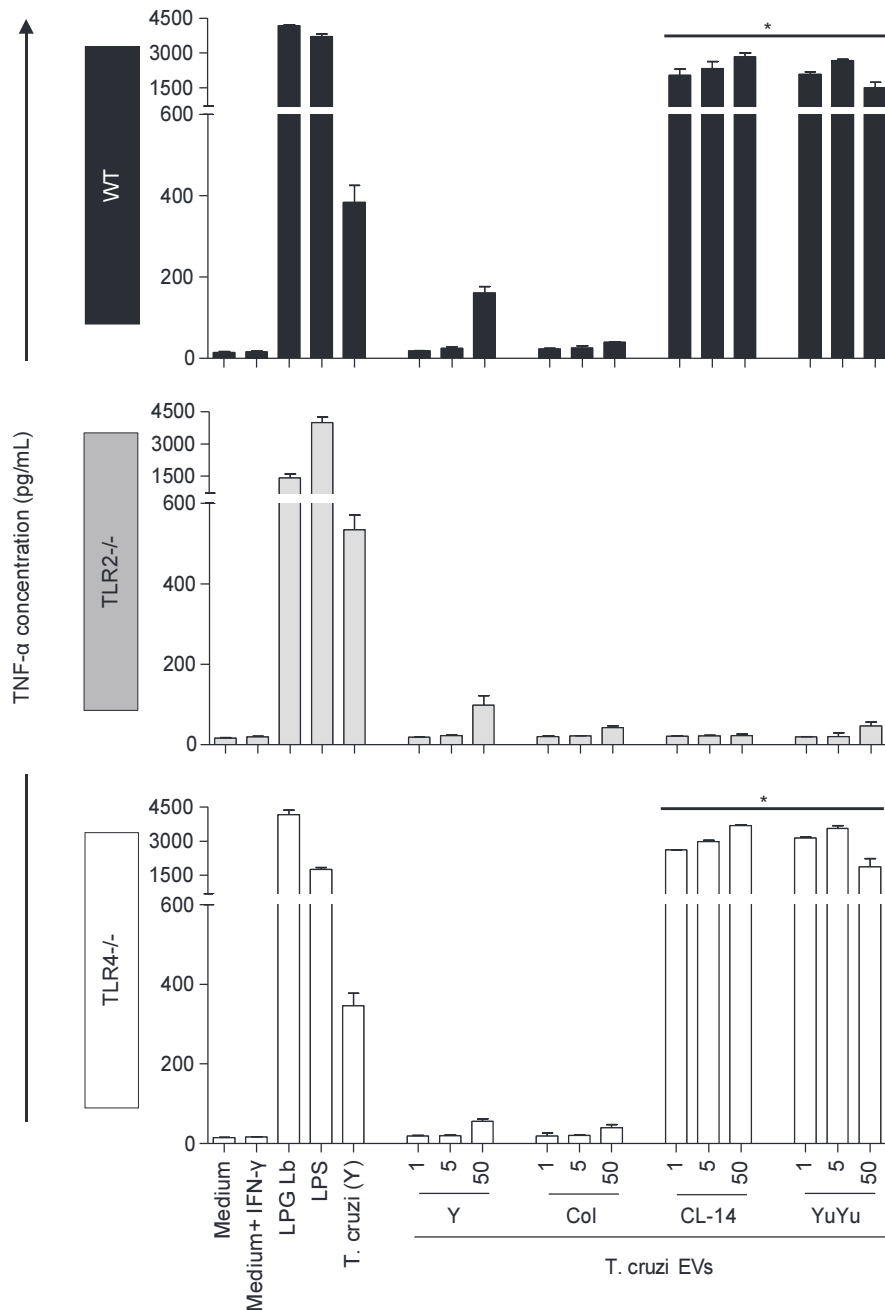 TNF-α concentration (pg/mL)
WT
4500
3000
1500
600
400
200
0
*
TLR2-/-
4500
3000
1500
600
400
200
0
TLR4-/-
4500
3000
1500
600
400
200
0
*
Medium
Medium+ IFN-γ
LPG Lb
LPS
T. cruzi (Y)
1 5 50 1 5 50 1 5 50 1 5 50
Y Col CL-14 YuYu
T. cruzi EVs